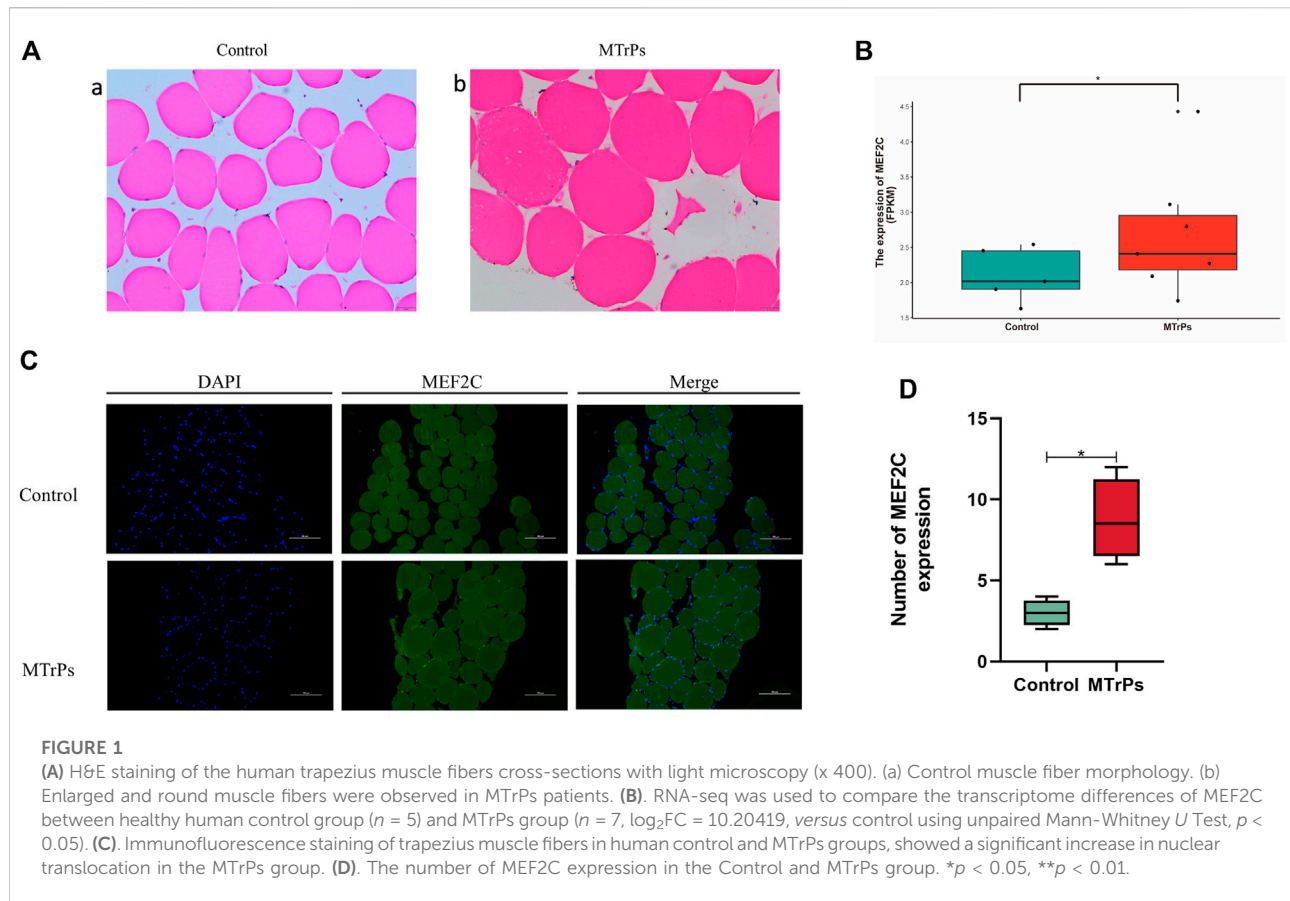 A
Control
MTrPs
a
b
B
*
The expression of MEF2C
(FPKM)
4.5
4.0
3.5
3.0
2.5
2.0
1.5
Control
MTrPs
C
DAPI
MEF2C
Merge
Control
MTrPs
D
Number of MEF2C
expression
15
10
5
0
*
Control MTrPs
FIGURE 1
(A) H&E staining of the human trapezius muscle fibers cross-sections with light microscopy (x 400). (a) Control muscle fiber morphology. (b)
Enlarged and round muscle fibers were observed in MTrPs patients. (B). RNA-seq was used to compare the transcriptome differences of MEF2C
between healthy human control group (n = 5) and MTrPs group (n = 7, log₂FC = 10.20419, versus control using unpaired Mann-Whitney U Test, p <
0.05). (C). Immunofluorescence staining of trapezius muscle fibers in human control and MTrPs groups, showed a significant increase in nuclear
translocation in the MTrPs group. (D). The number of MEF2C expression in the Control and MTrPs group. *p < 0.05, **p < 0.01.